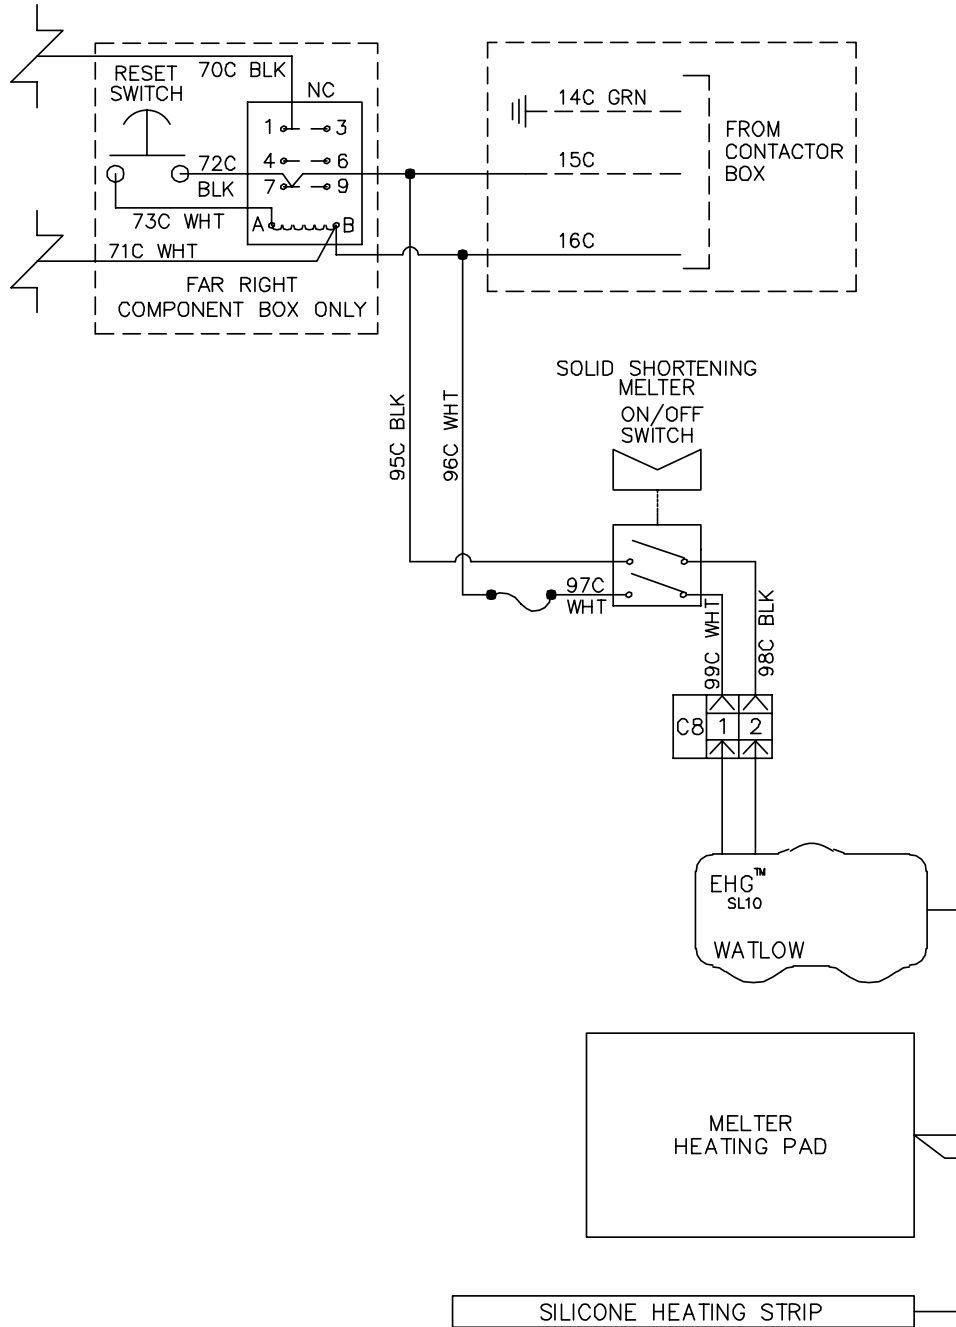 70C BLK
RESET
SWITCH
NC
1 3
72C
4 6
BLK
7 9
73C WHT
A B
71C WHT
FAR RIGHT
COMPONENT BOX ONLY
14C GRN
15C
16C
FROM
CONTACTOR
BOX
SOLID SHORTENING
MELTER
ON/OFF
SWITCH
95C BLK
96C WHT
97C
WHT
99C WHT
98C BLK
C8 1 2
EHG™
SL10
WATLOW
MELTER
HEATING PAD
SILICONE HEATING STRIP